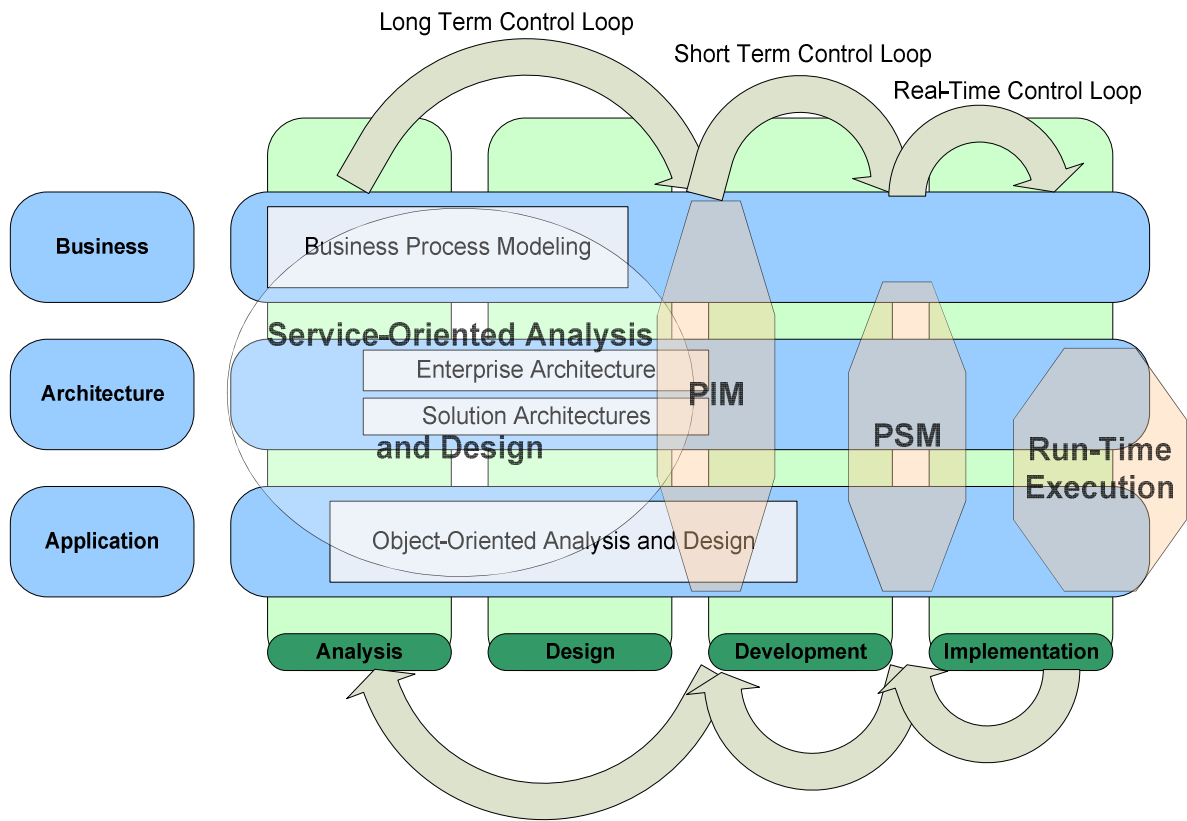 Long Term Control Loop
Short Term Control Loop
Real-Time Control Loop
Business
Business Process Modeling
Service-Oriented Analysis
Enterprise Architecture
Architecture
PIM
Solution Architectures
PSM
and Design
Run-Time
Execution
Application
Object-Oriented Analysis and Design
Analysis
Design
Development
Implementation